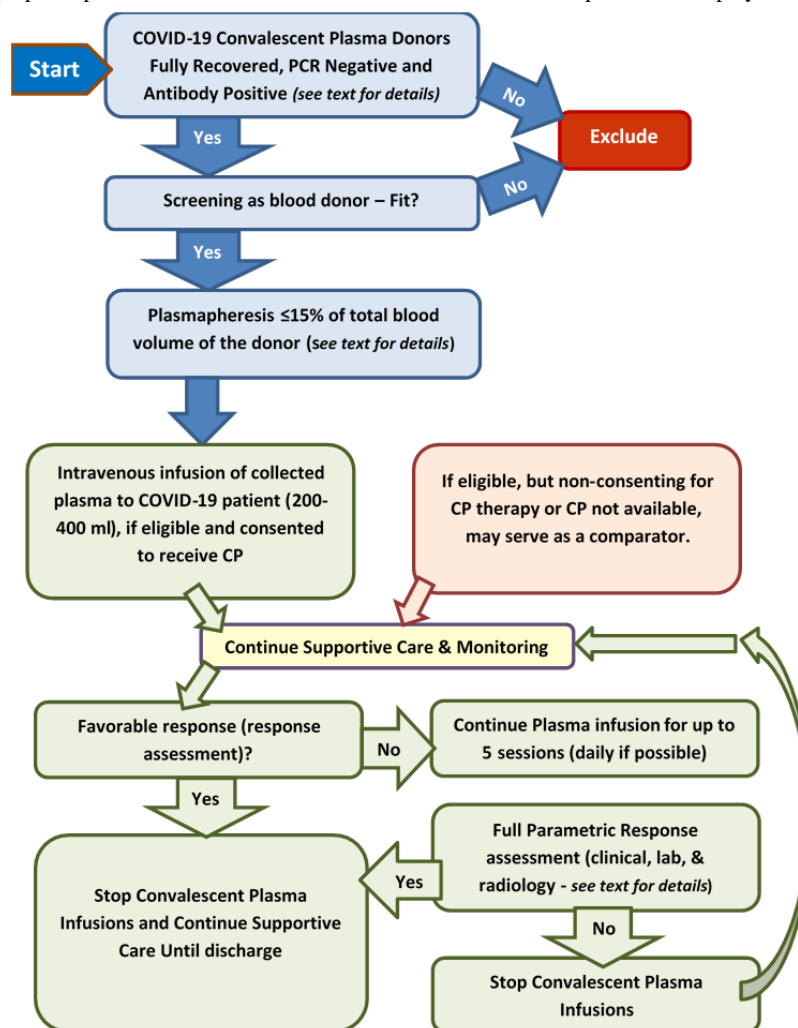 COVID-19 Convalescent Plasma Donors
Fully Recovered, PCR Negative and
Antibody Positive (see text for details)
Start
No
Yes
Exclude
Screening as blood donor – Fit?
No
Yes
Plasmapheresis ≤15% of total blood
volume of the donor (see text for details)
Intravenous infusion of collected
plasma to COVID-19 patient (200-
400 ml), if eligible and consented
to receive CP
If eligible, but non-consenting for
CP therapy or CP not available,
may serve as a comparator.
Continue Supportive Care & Monitoring
Favorable response (response
assessment)?
No
Continue Plasma infusion for up to
5 sessions (daily if possible)
Yes
Full Parametric Response
assessment (clinical, lab, &
radiology - see text for details)
Yes
Stop Convalescent Plasma
Infusions and Continue Supportive
Care Until discharge
No
Stop Convalescent Plasma
Infusions